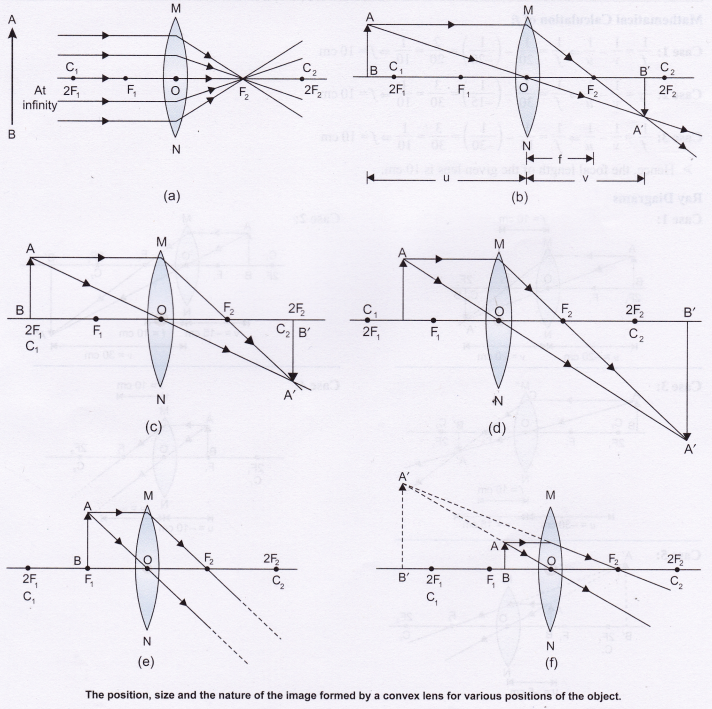 A
B
At
infinity
C₁
2F₁
F₁
O
M
N
F₂
C₂
2F₂
(a)
A
B
C₁
2F₁
F₁
O
M
N
F₂
B′
C₂
2F₂
A′
f
u
v
(b)
A
B
2F₁
C₁
F₁
O
M
N
F₂
2F₂
C₂
B′
A′
(c)
A
C₁
2F₁
F₁
O
M
N
F₂
2F₂
C₂
B′
A′
(d)
A
B
2F₁
C₁
F₁
O
M
N
F₂
2F₂
C₂
(e)
A′
B′
A
B
2F₁
C₁
F₁
O
M
N
F₂
2F₂
C₂
(f)
The position, size and the nature of the image formed by a convex lens for various positions of the object.